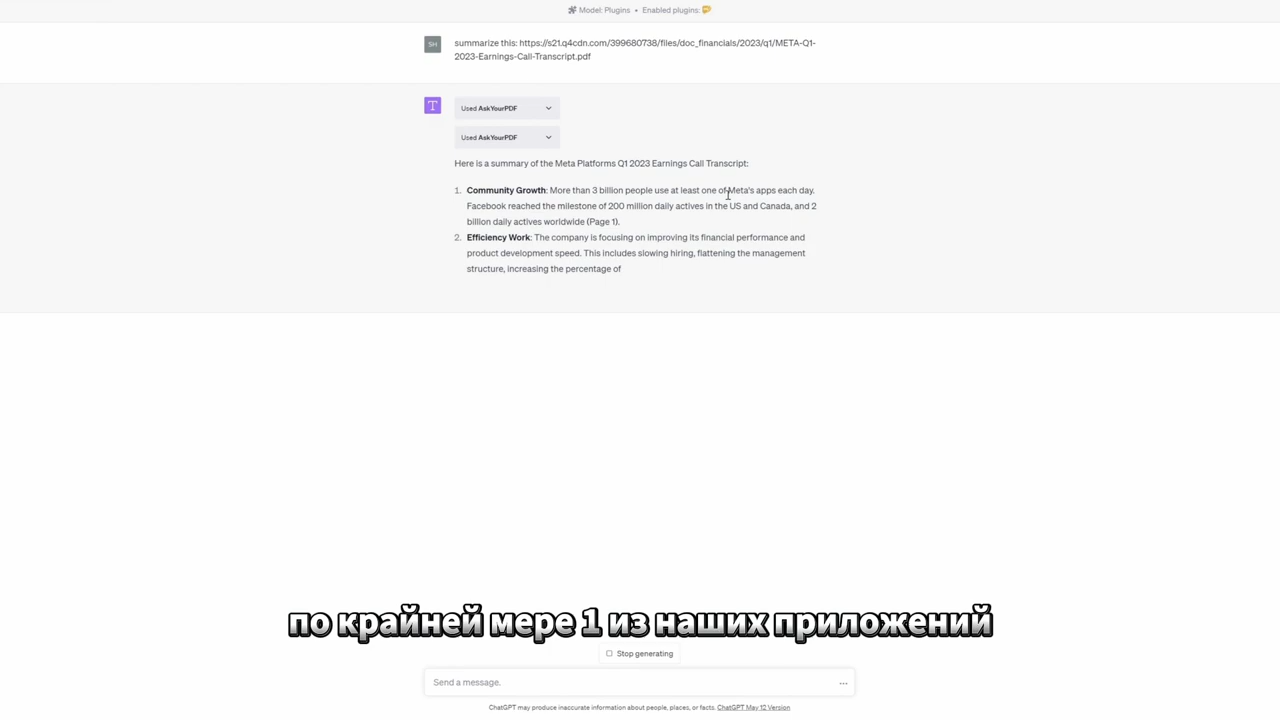 Model: Plugins • Enabled plugins:
SH
summarize this: https://s21.q4cdn.com/399680738/files/doc_financials/2023/q1/META-Q1-
2023-Earnings-Call-Transcript.pdf
T
Used AskYourPDF
Used AskYourPDF
Here is a summary of the Meta Platforms Q1 2023 Earnings Call Transcript:
1. Community Growth: More than 3 billion people use at least one of Meta's apps each day.
Facebook reached the milestone of 200 million daily actives in the US and Canada, and 2
billion daily actives worldwide (Page 1).
2. Efficiency Work: The company is focusing on improving its financial performance and
product development speed. This includes slowing hiring, flattening the management
structure, increasing the percentage of
по крайней мере 1 из наших приложений
Stop generating
Send a message.
ChatGPT may produce inaccurate information about people, places, or facts. ChatGPT May 12 Version